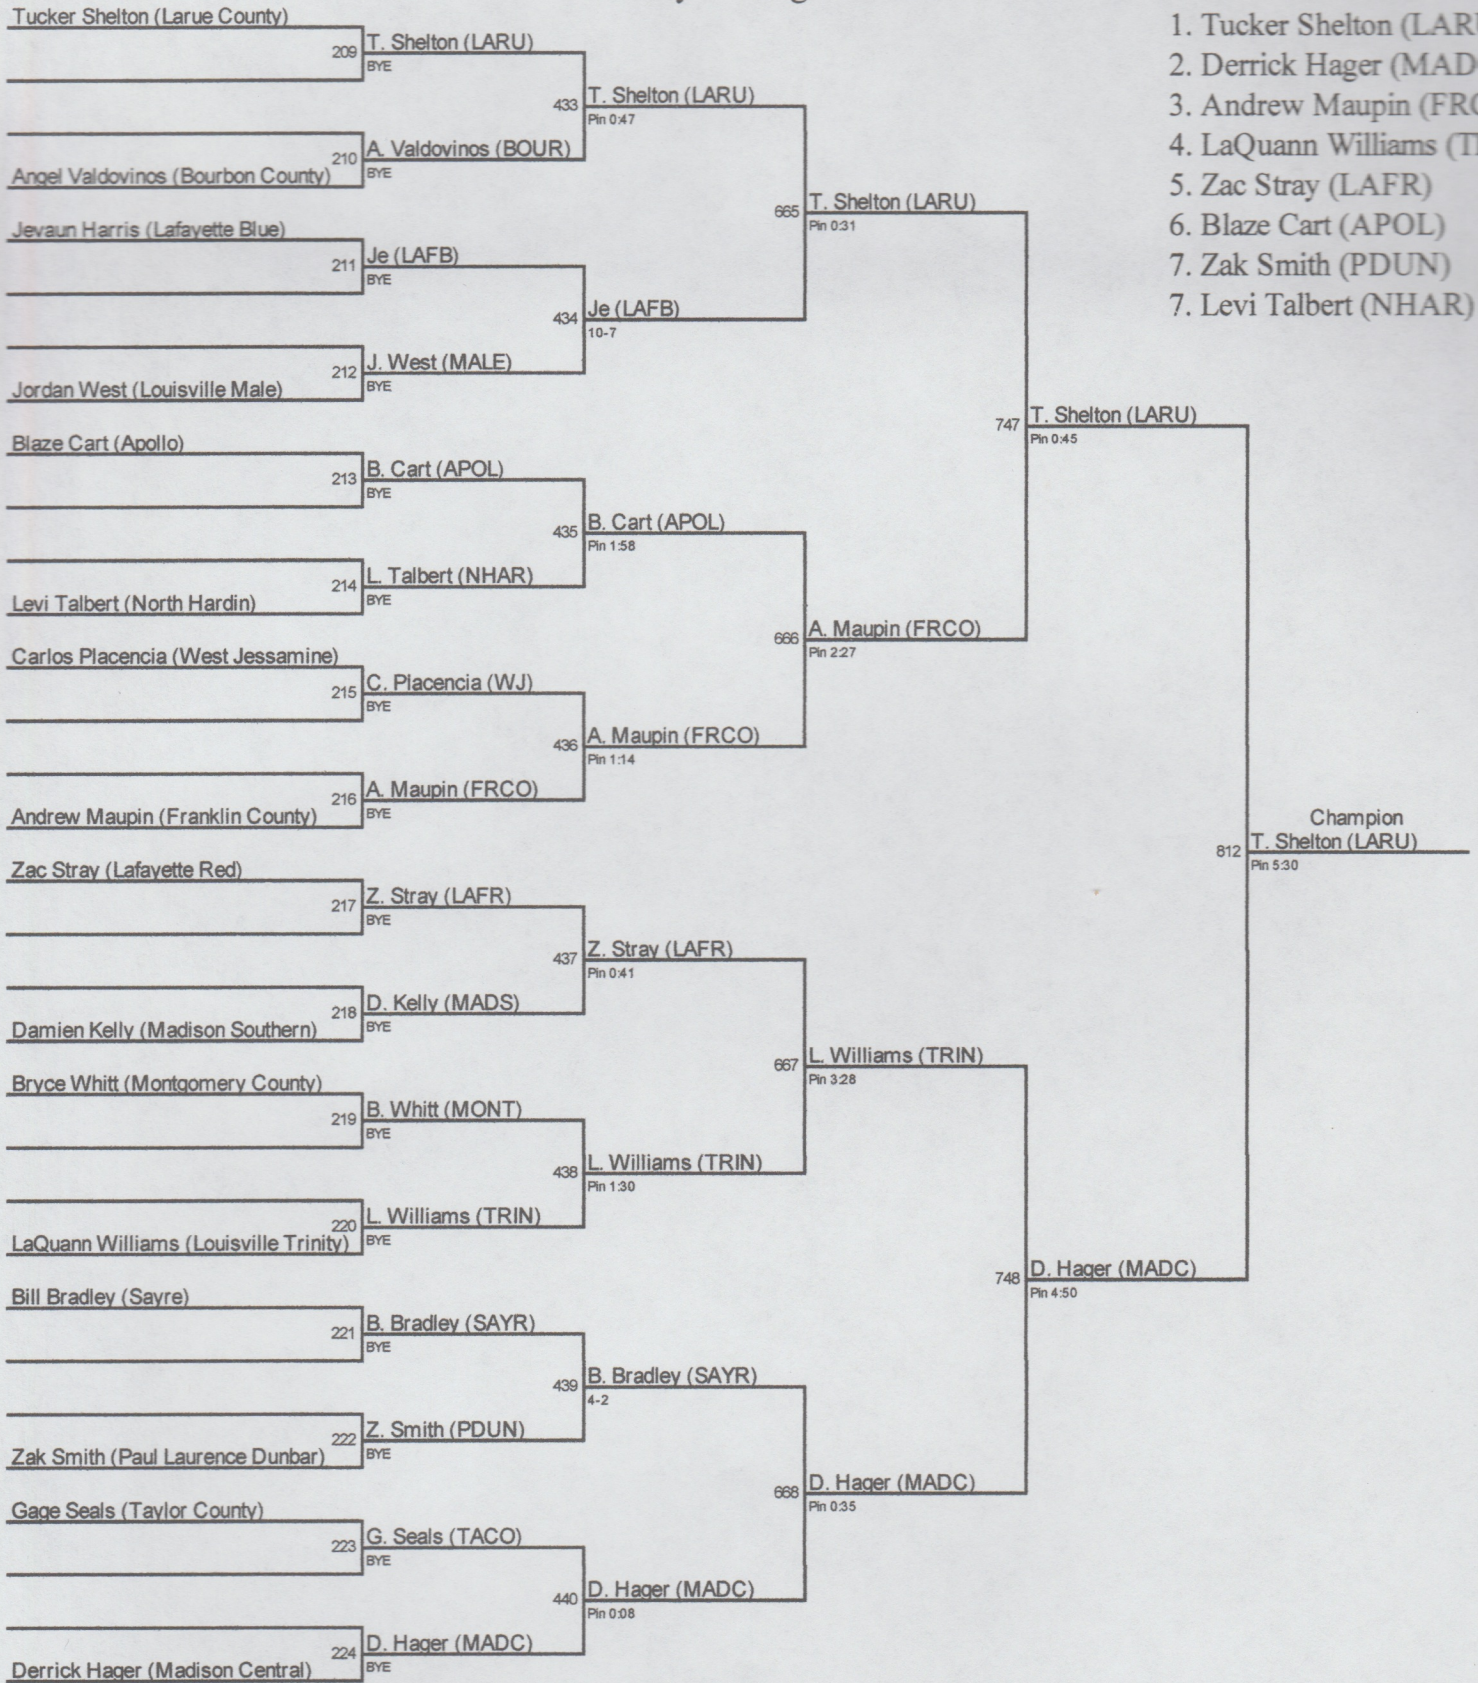 1. Tucker Shelton (LARU
2. Derrick Hager (MAD
3. Andrew Maupin (FRC
4. LaQuann Williams (T
5. Zac Stray (LAFR)
6. Blaze Cart (APOL)
7. Zak Smith (PDUN)
7. Levi Talbert (NHAR)
Tucker Shelton (Larue County)
209 T. Shelton (LARU)
BYE
433 T. Shelton (LARU)
Pin 0:47
210 A. Valdovinos (BOUR)
Angel Valdovinos (Bourbon County)
BYE
665 T. Shelton (LARU)
Pin 0:31
Jevaun Harris (Lafayette Blue)
211 Je (LAFB)
BYE
434 Je (LAFB)
10-7
212 J. West (MALE)
Jordan West (Louisville Male)
BYE
747 T. Shelton (LARU)
Pin 0:45
Blaze Cart (Apollo)
213 B. Cart (APOL)
BYE
435 B. Cart (APOL)
Pin 1:58
214 L. Talbert (NHAR)
Levi Talbert (North Hardin)
BYE
666 A. Maupin (FRCO)
Pin 2:27
Carlos Placencia (West Jessamine)
215 C. Placencia (WJ)
BYE
436 A. Maupin (FRCO)
Pin 1:14
216 A. Maupin (FRCO)
Andrew Maupin (Franklin County)
BYE
Champion
812 T. Shelton (LARU)
Pin 5:30
Zac Stray (Lafayette Red)
217 Z. Stray (LAFR)
BYE
437 Z. Stray (LAFR)
Pin 0:41
218 D. Kelly (MADS)
Damien Kelly (Madison Southern)
BYE
667 L. Williams (TRIN)
Pin 3:28
Bryce Whitt (Montgomery County)
219 B. Whitt (MONT)
BYE
438 L. Williams (TRIN)
Pin 1:30
220 L. Williams (TRIN)
LaQuann Williams (Louisville Trinity)
BYE
748 D. Hager (MADC)
Pin 4:50
Bill Bradley (Sayre)
221 B. Bradley (SAYR)
BYE
439 B. Bradley (SAYR)
4-2
222 Z. Smith (PDUN)
Zak Smith (Paul Laurence Dunbar)
BYE
668 D. Hager (MADC)
Pin 0:35
Gage Seals (Taylor County)
223 G. Seals (TACO)
BYE
440 D. Hager (MADC)
Pin 0:08
224 D. Hager (MADC)
Derrick Hager (Madison Central)
BYE